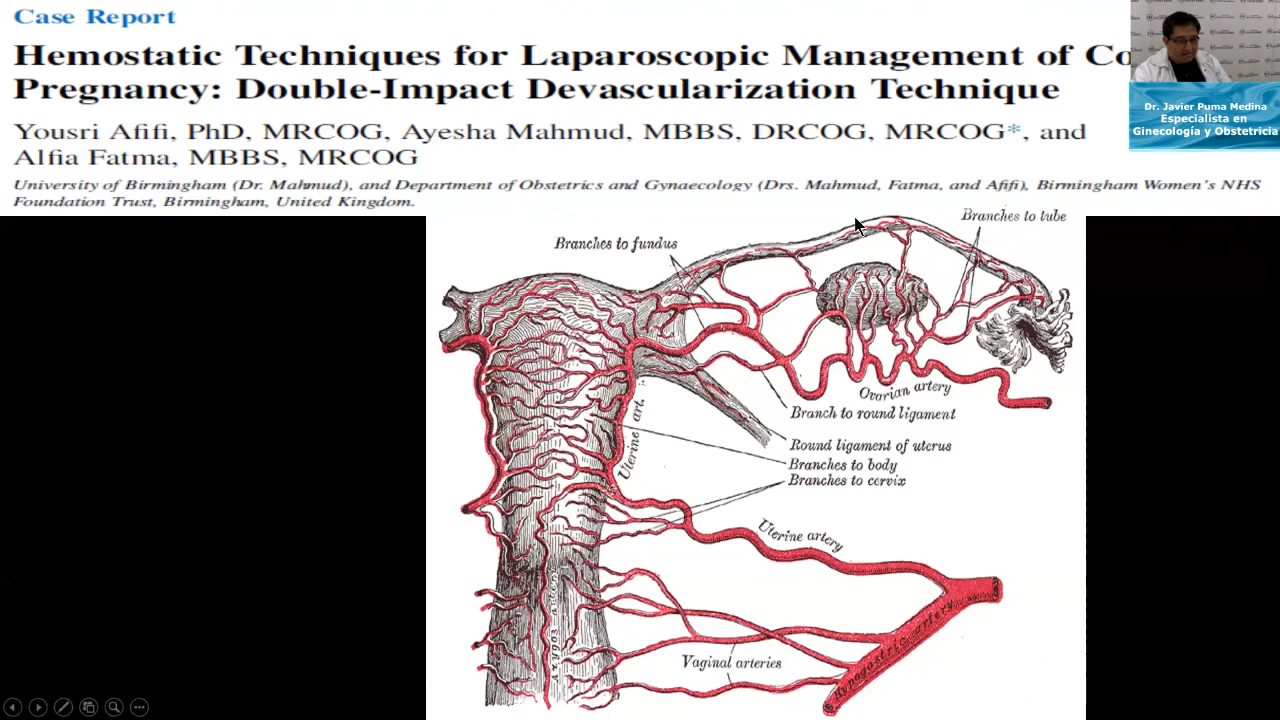 Case Report
Hemostatic Techniques for Laparoscopic Management of Co
Pregnancy: Double-Impact Devascularization Technique
Yousri Afifi, PhD, MRCOG, Ayesha Mahmud, MBBS, DRCOG, MRCOG*, and
Alfia Fatma, MBBS, MRCOG
University of Birmingham (Dr. Mahmud), and Department of Obstetrics and Gynaecology (Drs. Mahmud, Fatma, and Afifi), Birmingham Women's NHS
Foundation Trust, Birmingham, United Kingdom.
Dr. Javier Puma Medina
Especialista en
Ginecología y Obstetricia
Branches to tube
Branches to fundus
Ovarian artery
Branch to round ligament
Uterine art.
Round ligament of uterus
Branches to body
Branches to cervix
Uterine artery
Azygos artery
Hypogastric artery
Vaginal arteries